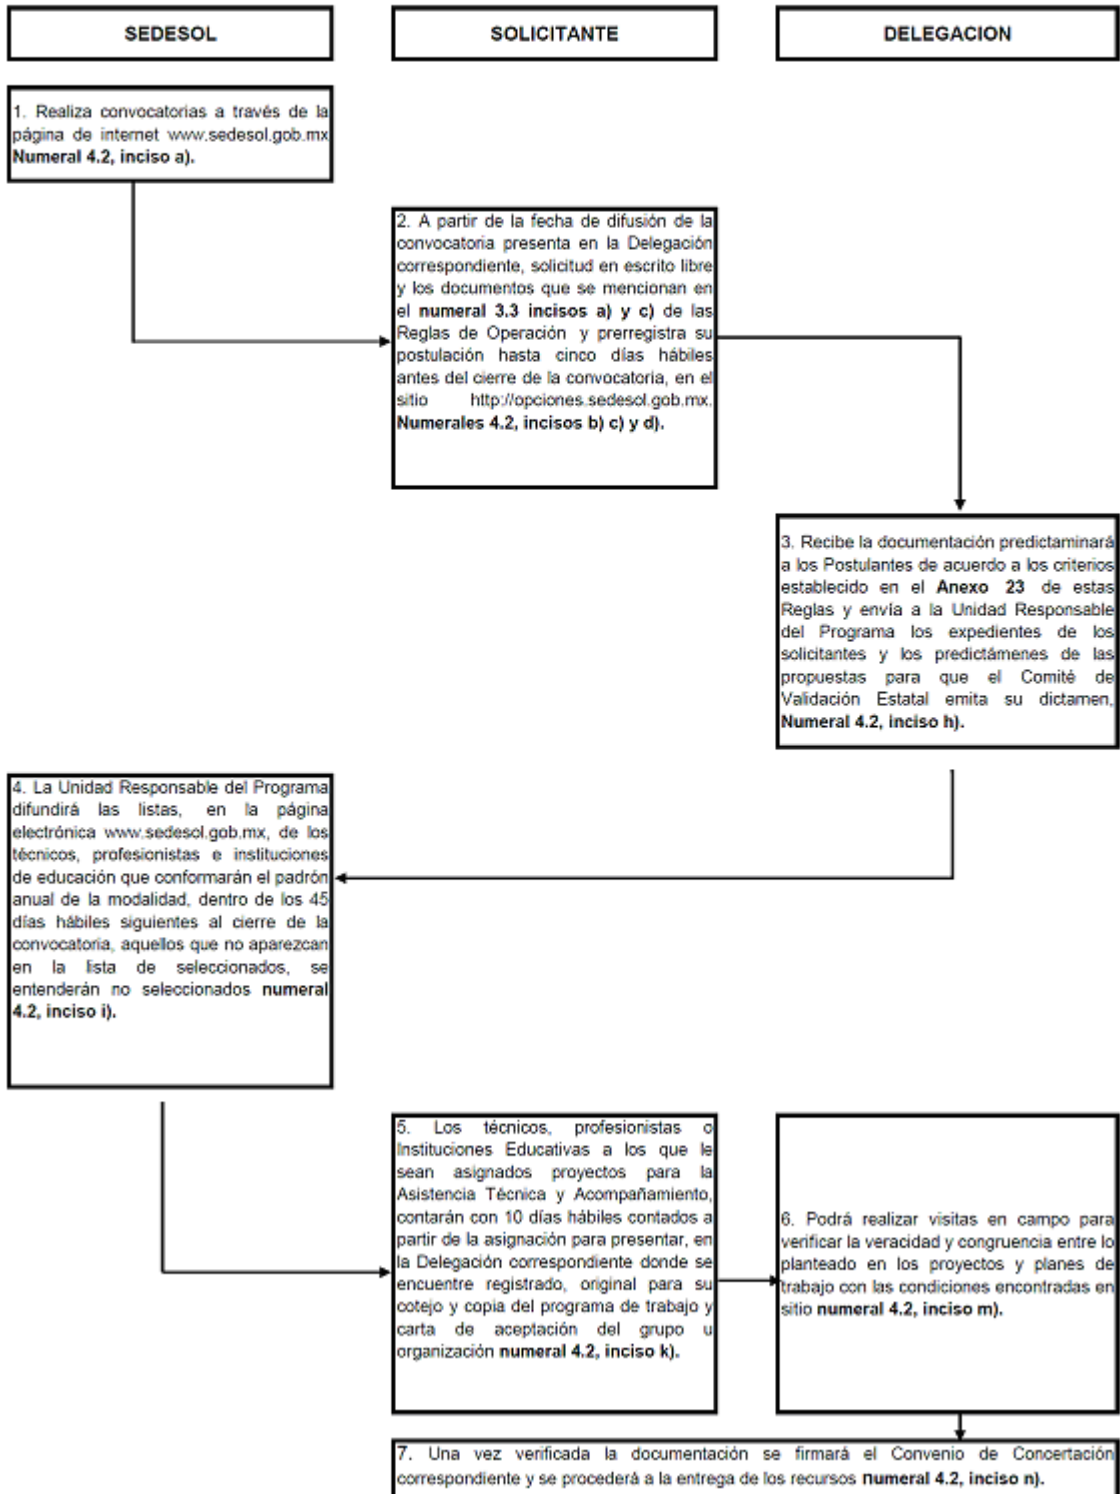 SEDESOL
SOLICITANTE
DELEGACION
1. Realiza convocatorias a través de la
página de internet www.sedesol.gob.mx
Numeral 4.2, inciso a).
2. A partir de la fecha de difusión de la
convocatoria presenta en la Delegación
correspondiente, solicitud en escrito libre
y los documentos que se mencionan en
el numeral 3.3 incisos a) y c) de las
Reglas de Operación y prerregistra su
postulación hasta cinco días hábiles
antes del cierre de la convocatoria, en el
sitio http://opciones.sedesol.gob.mx.
Numerales 4.2, incisos b) c) y d).
3. Recibe la documentación predictaminará
a los Postulantes de acuerdo a los criterios
establecido en el Anexo 23 de estas
Reglas y envía a la Unidad Responsable
del Programa los expedientes de los
solicitantes y los predictámenes de las
propuestas para que el Comité de
Validación Estatal emita su dictamen,
Numeral 4.2, inciso h).
4. La Unidad Responsable del Programa
difundirá las listas, en la página
electrónica www.sedesol.gob.mx, de los
técnicos, profesionistas e instituciones
de educación que conformarán el padrón
anual de la modalidad, dentro de los 45
días hábiles siguientes al cierre de la
convocatoria, aquellos que no aparezcan
en la lista de seleccionados, se
entenderán no seleccionados numeral
4.2, inciso i).
5. Los técnicos, profesionistas o
Instituciones Educativas a los que le
sean asignados proyectos para la
Asistencia Técnica y Acompañamiento,
contarán con 10 días hábiles contados a
partir de la asignación para presentar, en
la Delegación correspondiente donde se
encuentre registrado, original para su
cotejo y copia del programa de trabajo y
carta de aceptación del grupo u
organización numeral 4.2, inciso k).
6. Podrá realizar visitas en campo para
verificar la veracidad y congruencia entre lo
planteado en los proyectos y planes de
trabajo con las condiciones encontradas en
sitio numeral 4.2, inciso m).
7. Una vez verificada la documentación se firmará el Convenio de Concertación
correspondiente y se procederá a la entrega de los recursos numeral 4.2, inciso n).